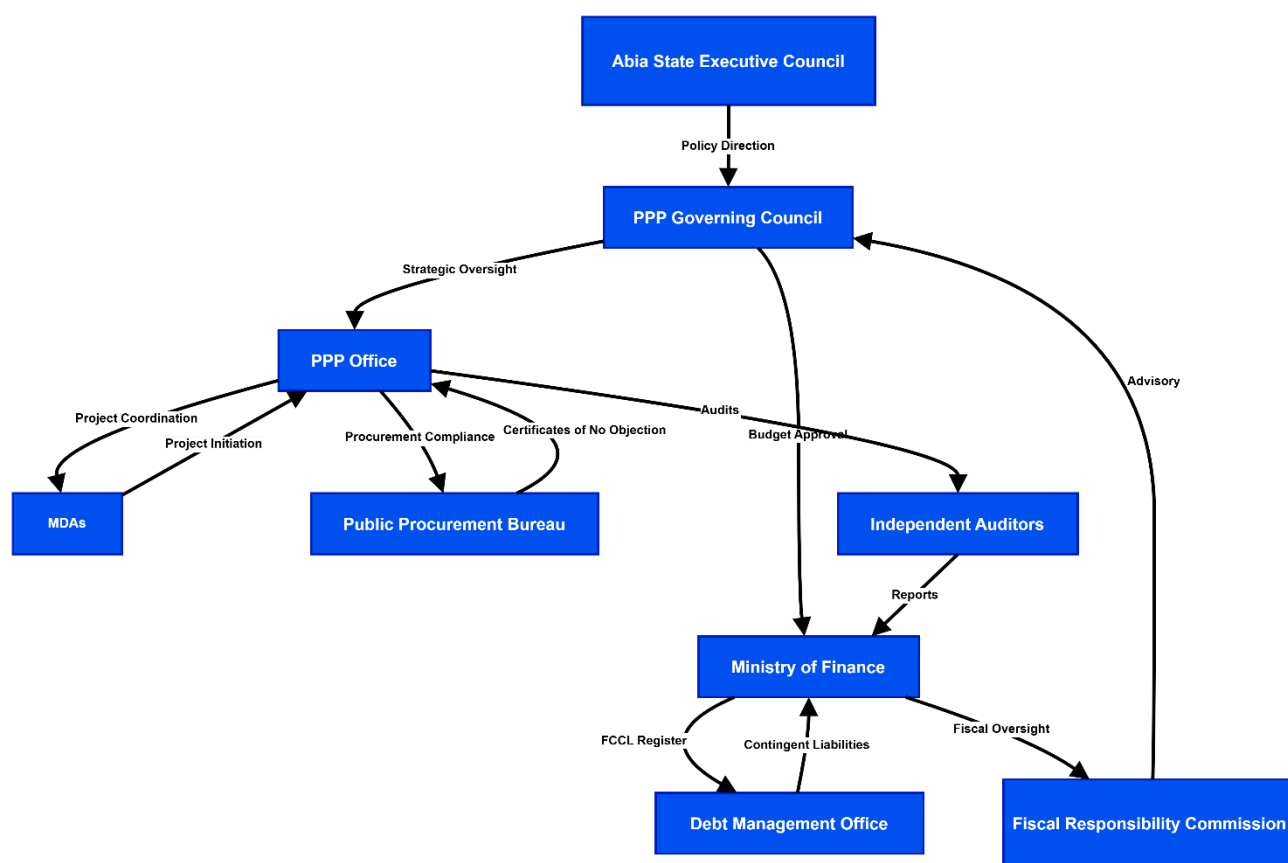 Abia State Executive Council
Policy Direction
PPP Governing Council
Strategic Oversight
PPP Office
Advisory
Project Coordination
Audits
Procurement Compliance
Certificates of No Objection
Budget Approval
Project Initiation
MDAs
Public Procurement Bureau
Independent Auditors
Reports
Ministry of Finance
FCCL Register
Contingent Liabilities
Fiscal Oversight
Debt Management Office
Fiscal Responsibility Commission